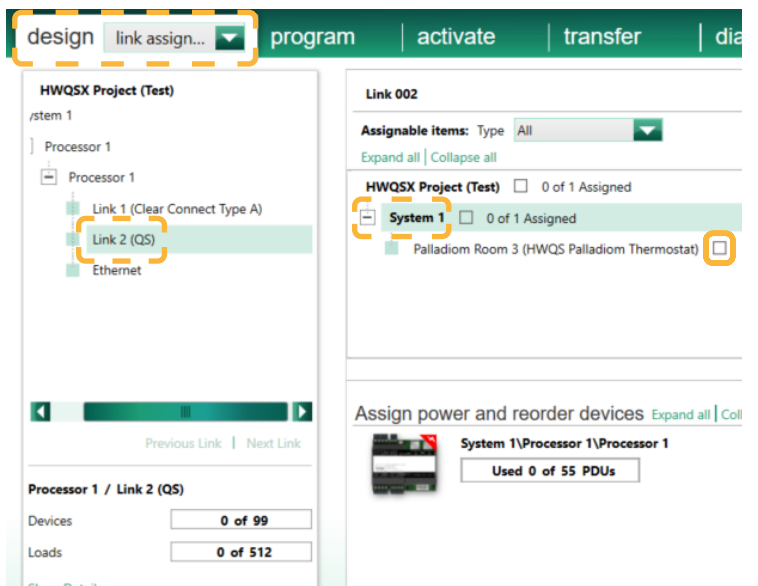 design link assign... program activate transfer dia
HWQSX Project (Test)
ystem 1
Processor 1
Processor 1
Link 1 (Clear Connect Type A)
Link 2 (QS)
Ethernet
Previous Link | Next Link
Processor 1 / Link 2 (QS)
Devices 0 of 99
Loads 0 of 512
Link 002
Assignable items: Type All
Expand all | Collapse all
HWQSX Project (Test) 0 of 1 Assigned
System 1 0 of 1 Assigned
Palladiom Room 3 (HWQS Palladiom Thermostat)
Assign power and reorder devices Expand all | Coll
System 1\Processor 1\Processor 1
Used 0 of 55 PDUs